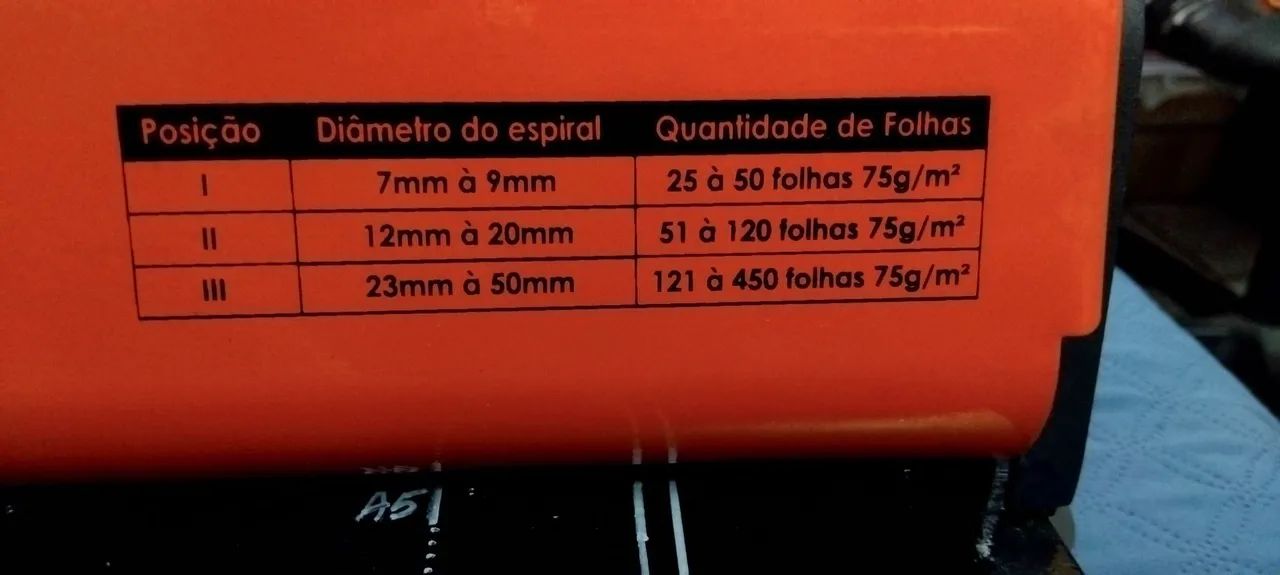 Posição Diâmetro do espiral Quantidade de Folhas
I 7mm à 9mm 25 à 50 folhas 75g/m²
II 12mm à 20mm 51 à 120 folhas 75g/m²
III 23mm à 50mm 121 à 450 folhas 75g/m²
A5